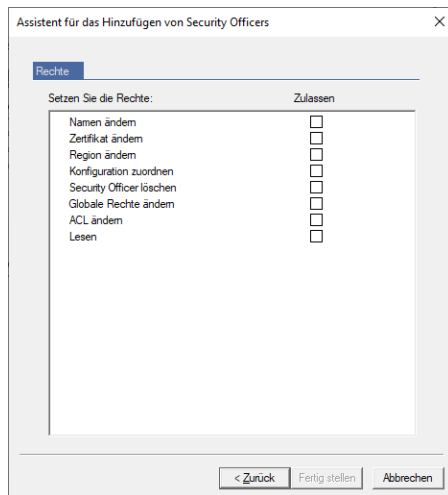 Assistent für das Hinzufügen von Security Officers
Rechte
Setzen Sie die Rechte: Zulassen
Namen ändern
Zertifikat ändern
Region ändern
Konfiguration zuordnen
Security Officer löschen
Globale Rechte ändern
ACL ändern
Lesen
< Zurück Fertig stellen Abbrechen